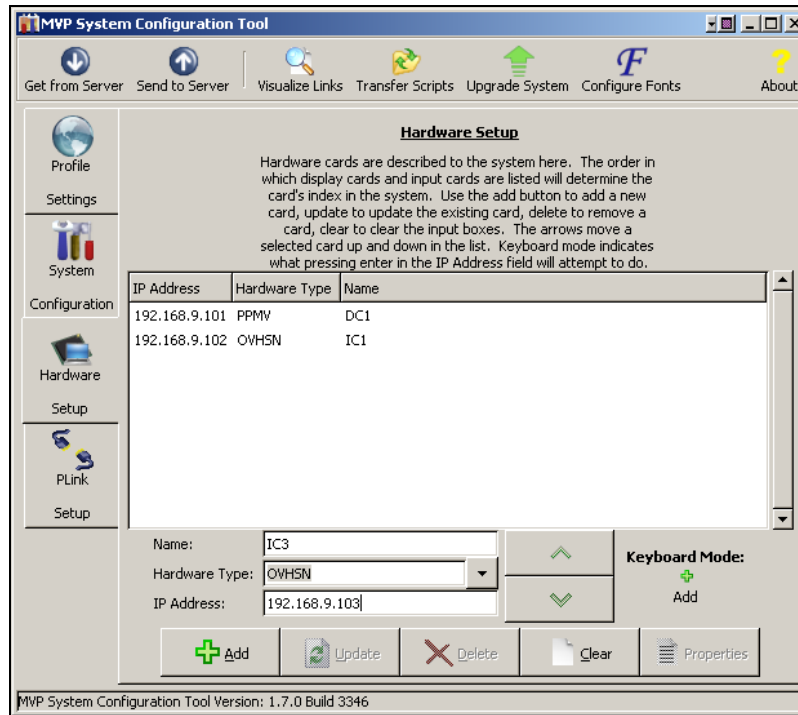 MVP System Configuration Tool
Get from Server Send to Server Visualize Links Transfer Scripts Upgrade System Configure Fonts About
Profile
Settings
System
Configuration
Hardware
Setup
PLink
Setup
Hardware Setup
Hardware cards are described to the system here. The order in
which display cards and input cards are listed will determine the
card's index in the system. Use the add button to add a new
card, update to update the existing card, delete to remove a
card, clear to clear the input boxes. The arrows move a
selected card up and down in the list. Keyboard mode indicates
what pressing enter in the IP Address field will attempt to do.
IP Address Hardware Type Name
192.168.9.101 PPMV DC1
192.168.9.102 OVHSN IC1
Name: IC3
Hardware Type: OVHSN
IP Address: 192.168.9.103
Keyboard Mode:
Add
Add Update Delete Clear Properties
MVP System Configuration Tool Version: 1.7.0 Build 3346